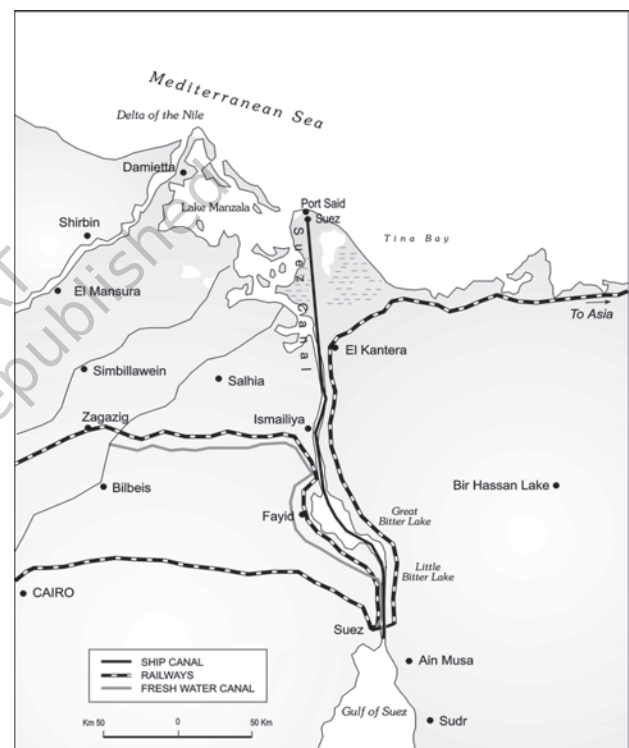 Mediterranean Sea
Delta of the Nile
Damietta
Lake Manzala
Port Said
Suez
Shirbin
Tina Bay
Suez Canal
El Mansura
To Asia
El Kantera
Simbillawein
Salhia
Zagazig
Ismailiya
Bilbeis
Bir Hassan Lake
Fayid
Great
Bitter Lake
Little
Bitter Lake
CAIRO
Suez
SHIP CANAL
RAILWAYS
FRESH WATER CANAL
Ain Musa
Km 50
0
50 Km
Gulf of Suez
Sudr
republished